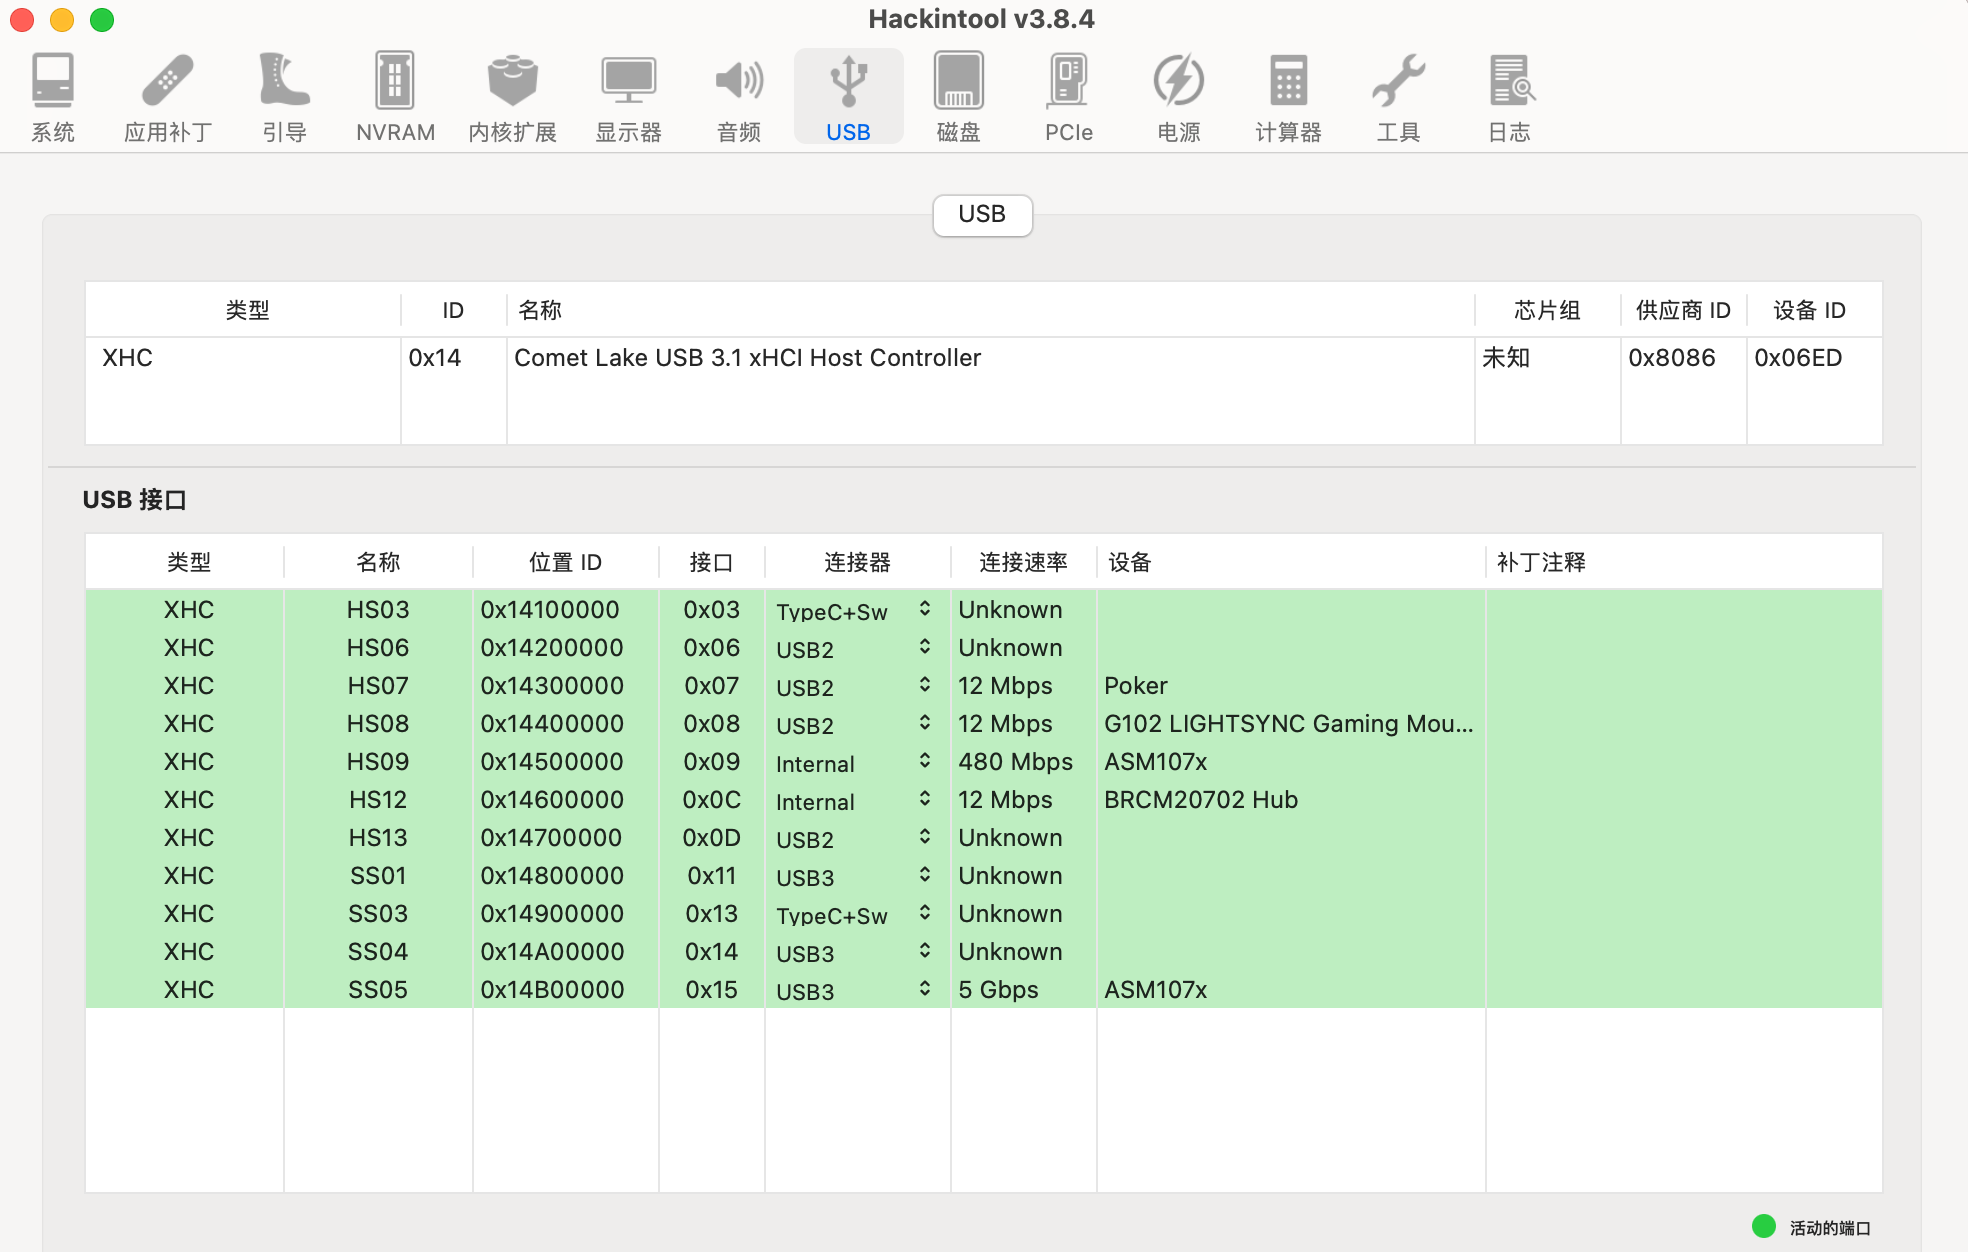 Hackintool v3.8.4
系统 应用补丁 引导 NVRAM 内核扩展 显示器 音频 USB 磁盘 PCIe 电源 计算器 工具 日志
USB
类型 ID 名称 芯片组 供应商 ID 设备 ID
XHC 0x14 Comet Lake USB 3.1 xHCI Host Controller 未知 0x8086 0x06ED
USB 接口
类型 名称 位置 ID 接口 连接器 连接速率 设备 补丁注释
XHC HS03 0x14100000 0x03 TypeC+Sw Unknown
XHC HS06 0x14200000 0x06 USB2 Unknown
XHC HS07 0x14300000 0x07 USB2 12 Mbps Poker
XHC HS08 0x14400000 0x08 USB2 12 Mbps G102 LIGHTSYNC Gaming Mou...
XHC HS09 0x14500000 0x09 Internal 480 Mbps ASM107x
XHC HS12 0x14600000 0x0C Internal 12 Mbps BRCM20702 Hub
XHC HS13 0x14700000 0x0D USB2 Unknown
XHC SS01 0x14800000 0x11 USB3 Unknown
XHC SS03 0x14900000 0x13 TypeC+Sw Unknown
XHC SS04 0x14A00000 0x14 USB3 Unknown
XHC SS05 0x14B00000 0x15 USB3 5 Gbps ASM107x
活动的端口